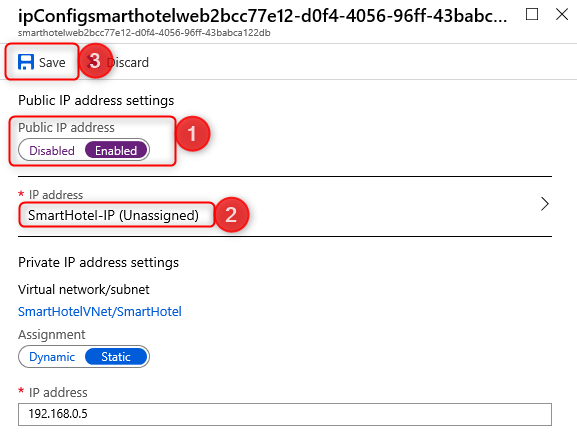 ipConfigsmarthotelweb2bcc77e12-d0f4-4056-96ff-43babc...
smarthotelweb2bcc77e12-d0f4-4056-96ff-43babca122db
Save 3 Discard
Public IP address settings
Public IP address
1
Disabled Enabled
* IP address
SmartHotel-IP (Unassigned) 2
Private IP address settings
Virtual network/subnet
SmartHotelVNet/SmartHotel
Assignment
Dynamic Static
* IP address
192.168.0.5